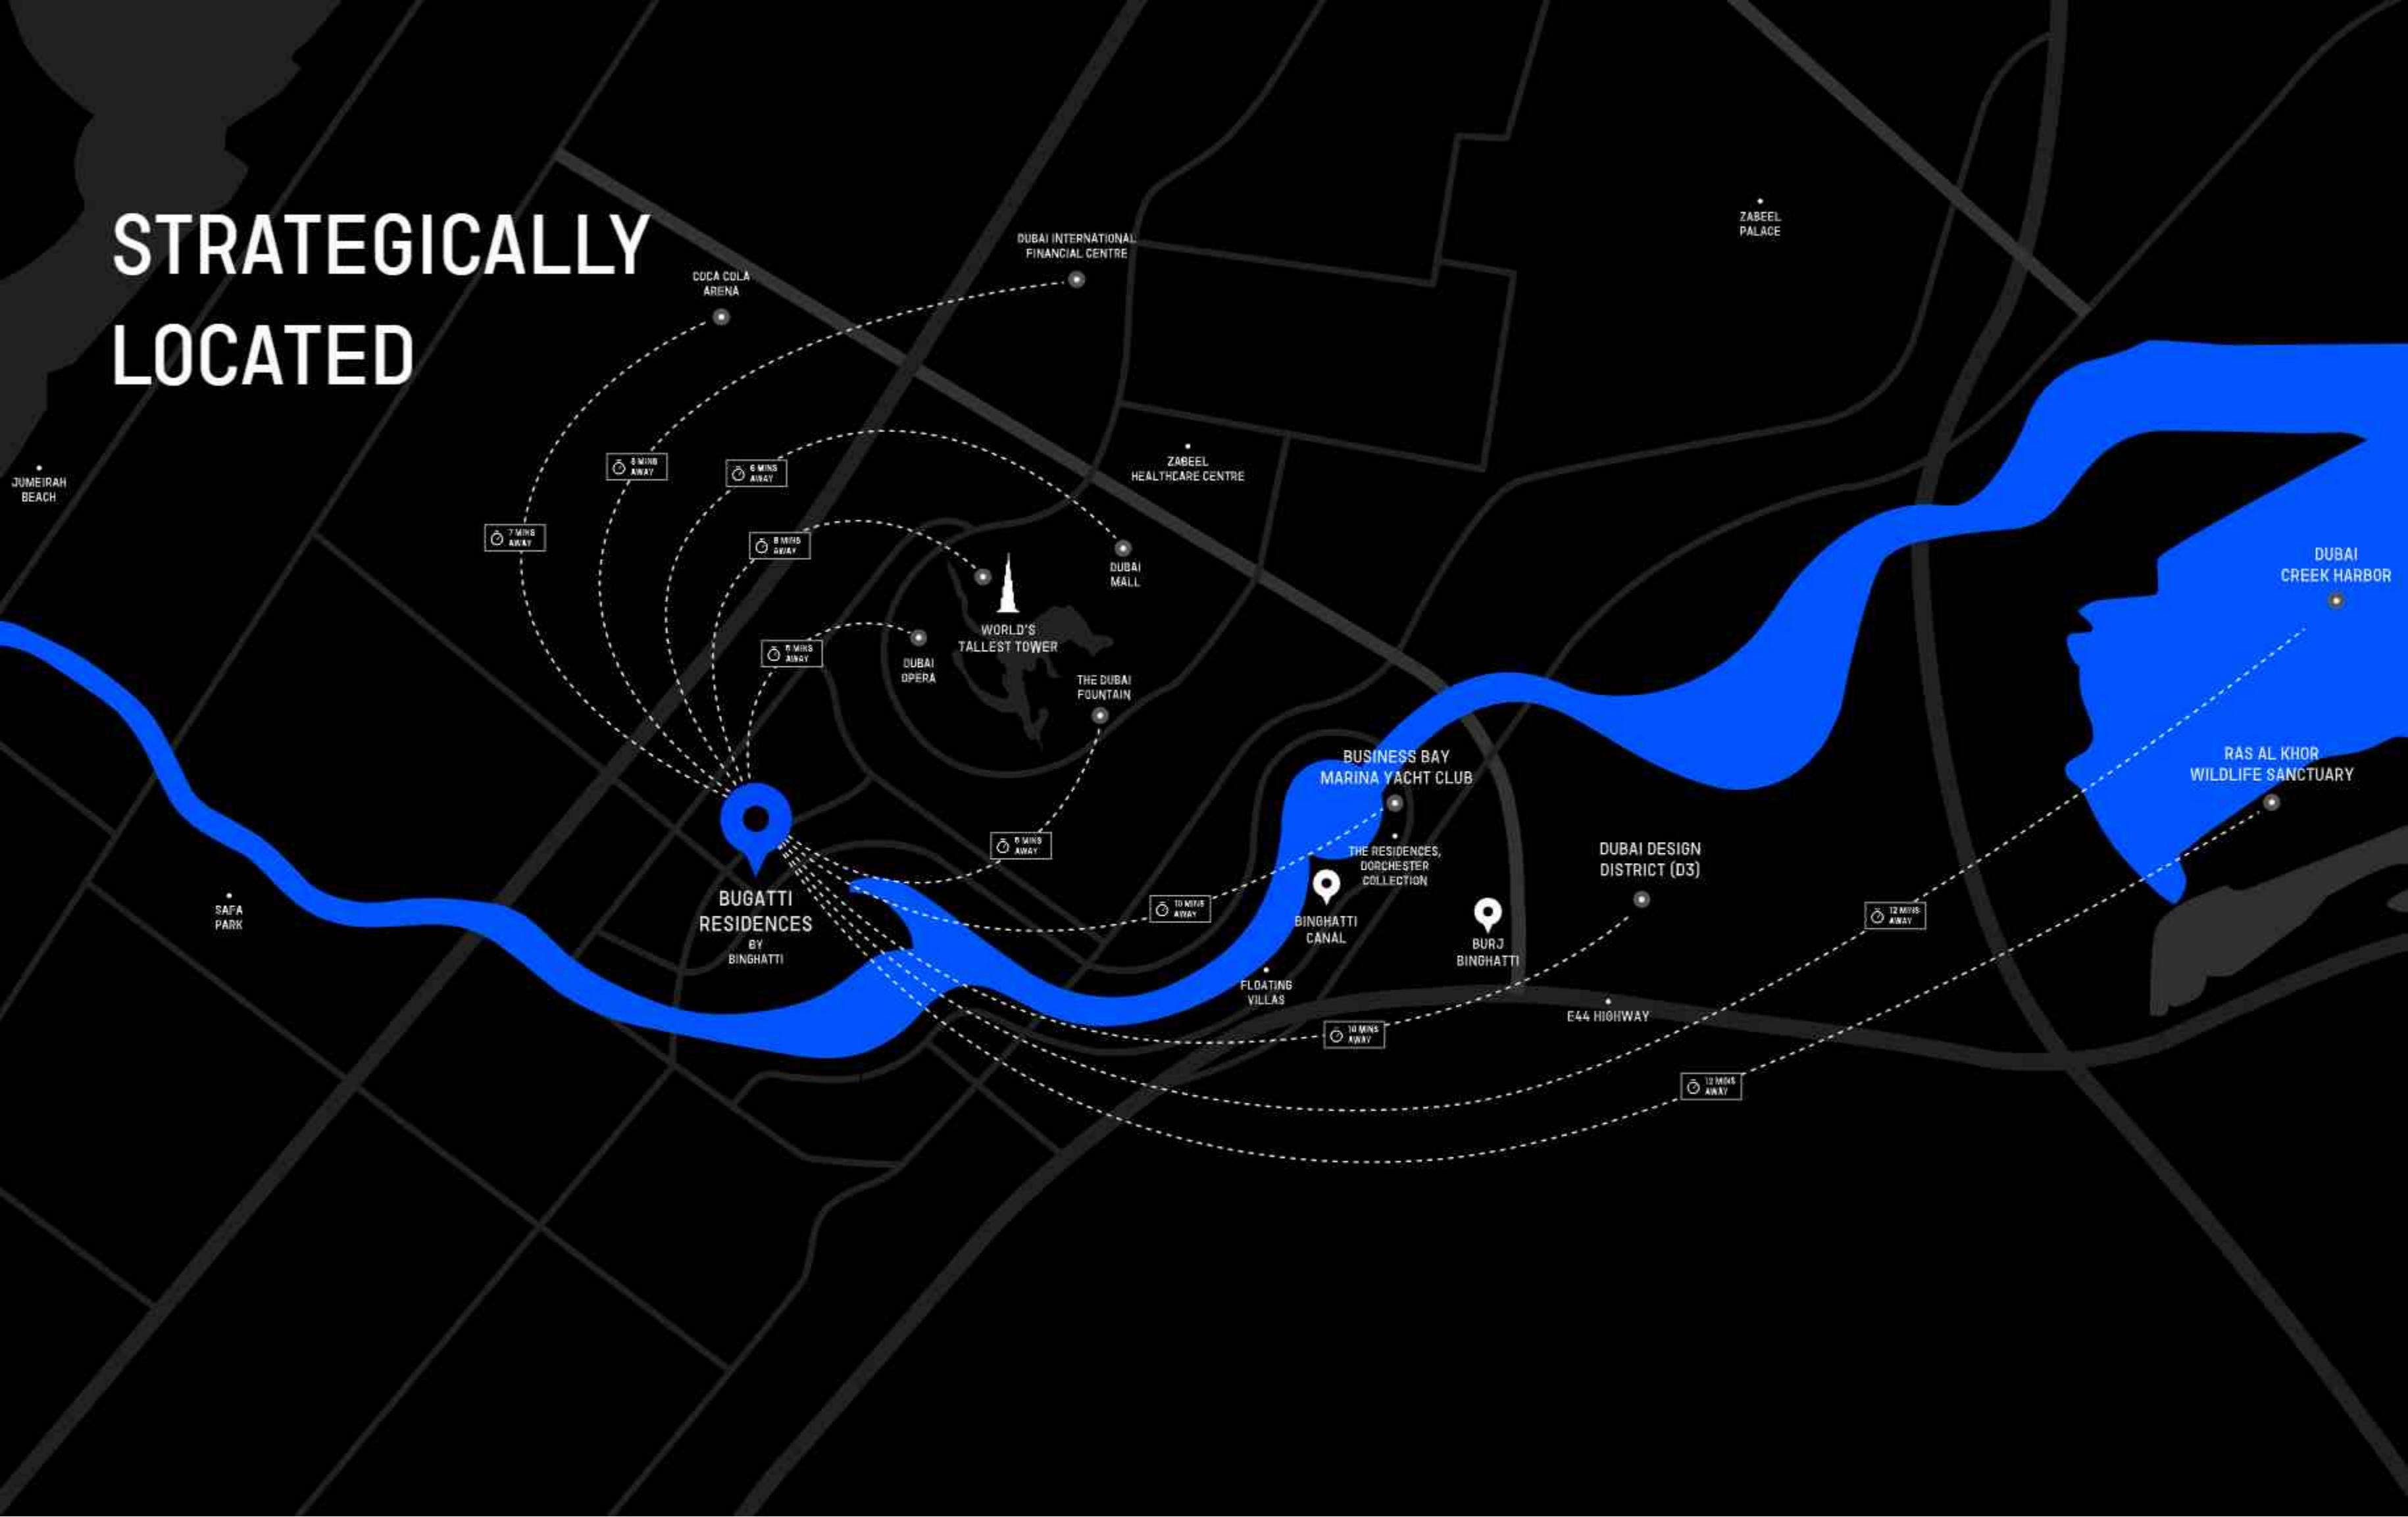 STRATEGICALLY
LOCATED
ZABEEL
PALACE
DUBAI INTERNATIONAL
FINANCIAL CENTRE
COCA COLA
ARENA
JUMEIRAH
BEACH
ZABEEL
HEALTHCARE CENTRE
MINS
AWAY
6 MINS
AWAY
7 MINS
AWAY
8 MINS
AWAY
DUBAI
MALL
DUBAI
CREEK HARBOR
WORLD'S
TALLEST TOWER
MINS
AWAY
DUBAI
OPERA
THE DUBAI
FOUNTAIN
BUSINESS BAY
MARINA YACHT CLUB
RAS AL KHOR
WILDLIFE SANCTUARY
MINS
AWAY
THE RESIDENCES,
DORCHESTER
COLLECTION
DUBAI DESIGN
DISTRICT (D3)
BUGATTI
RESIDENCES
BY
BINGHATTI
SAFA
PARK
10 MINS
AWAY
BINGHATTI
CANAL
BURJ
BINGHATTI
12 MINS
AWAY
FLOATING
VILLAS
E44 HIGHWAY
10 MINS
AWAY
12 MINS
AWAY